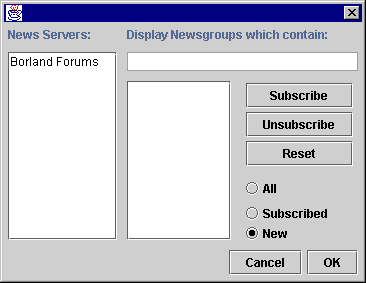 News Servers:
Display Newsgroups which contain:
Borland Forums
Subscribe
Unsubscribe
Reset
All
Subscribed
New
Cancel
OK